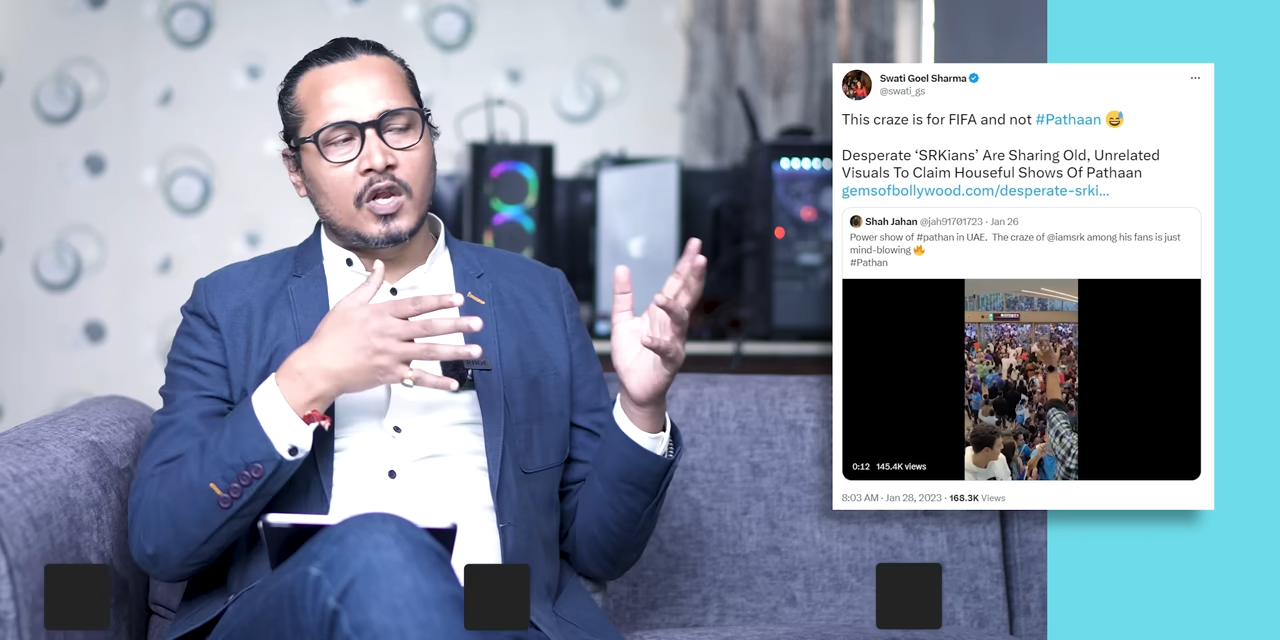 Swati Goel Sharma
@swati_gs
This craze is for FIFA and not #Pathaan 😅
Desperate ‘SRKians’ Are Sharing Old, Unrelated
Visuals To Claim Houseful Shows Of Pathaan
gemsofbollywood.com/desperate-srki...
Shah Jahan @jah91701723 · Jan 26
Power show of #pathan in UAE. The craze of @iamsrk among his fans is just
mind-blowing 🔥
#Pathan
0:12 145.4K views
8:03 AM · Jan 28, 2023 · 168.3K Views